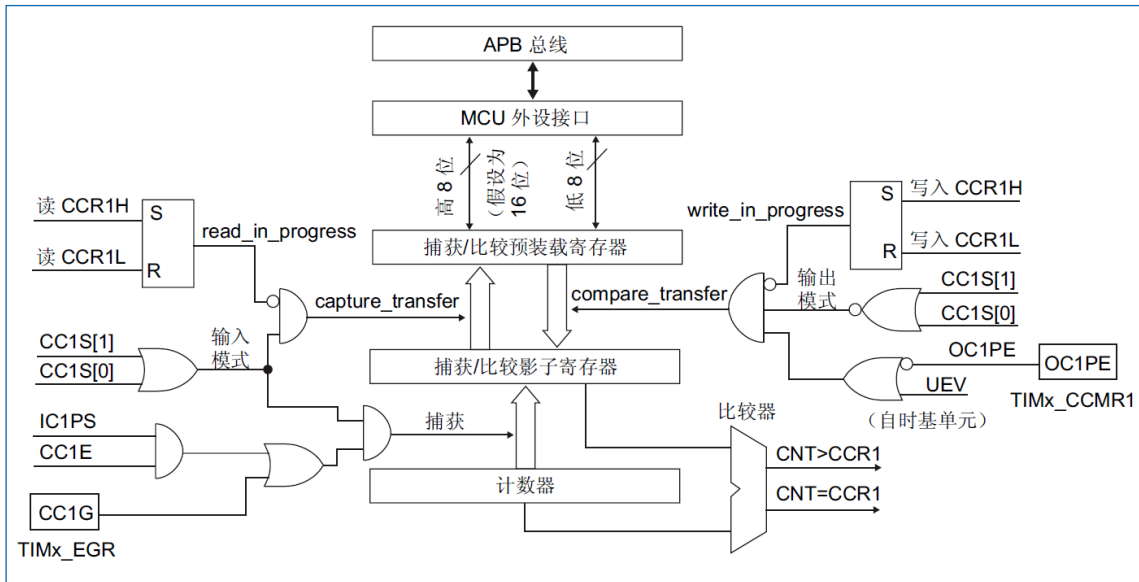 APB 总线
MCU 外设接口
高 8 位
（假设为
16 位）
低 8 位
读 CCR1H
S
读 CCR1L
R
read_in_progress
write_in_progress
S
写入 CCR1H
R
写入 CCR1L
捕获/比较预装载寄存器
capture_transfer
compare_transfer
输出
模式
CC1S[1]
CC1S[0]
CC1S[1]
CC1S[0]
输入
模式
捕获/比较影子寄存器
OC1PE
OC1PE
UEV
TIMx_CCMR1
（自时基单元）
IC1PS
CC1E
捕获
比较器
CNT>CCR1
CNT=CCR1
计数器
CC1G
TIMx_EGR